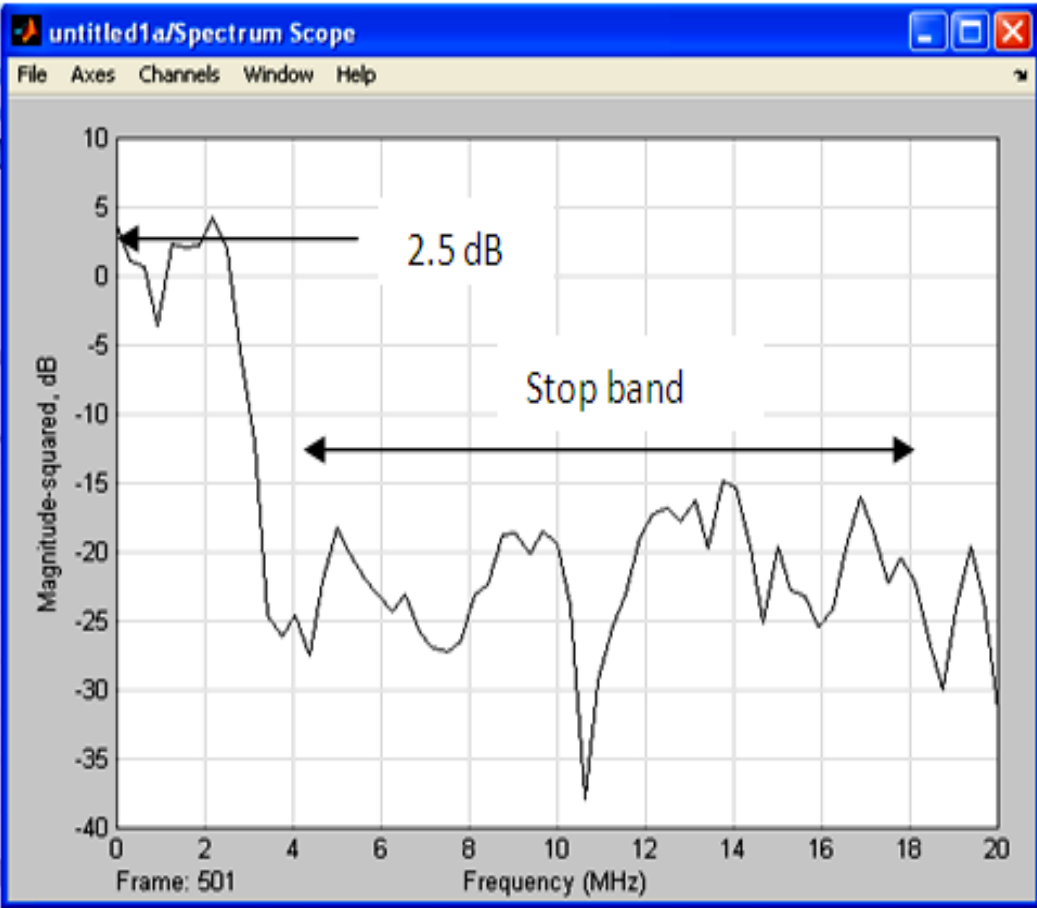 untitled1a/Spectrum Scope
File Axes Channels Window Help
10
5
0
-5
-10
-15
-20
-25
-30
-35
-40
Magnitude-squared, dB
2.5 dB
Stop band
0 2 4 6 8 10 12 14 16 18 20
Frame: 501 Frequency (MHz)